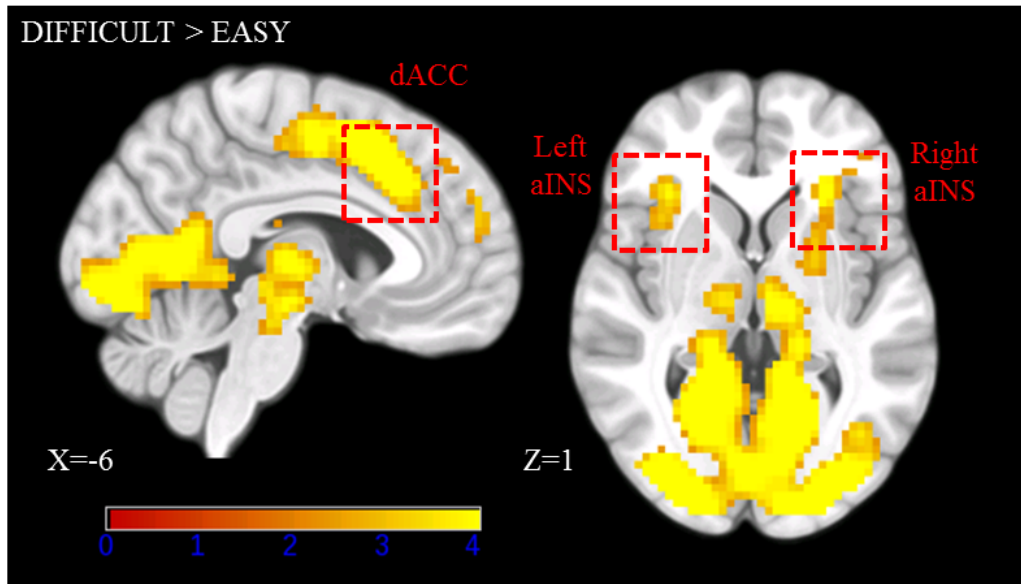 DIFFICULT > EASY
dACC
Left
aINS
Right
aINS
X=-6
Z=1
0 1 2 3 4